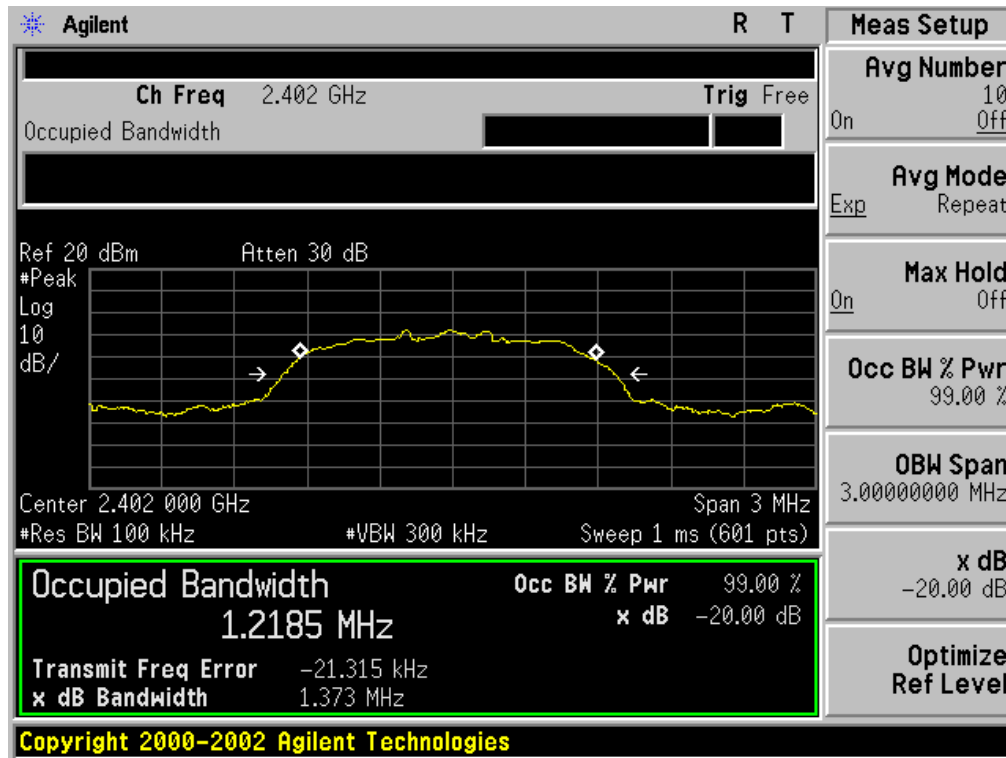 Agilent R T
Ch Freq 2.402 GHz Trig Free
Occupied Bandwidth
Ref 20 dBm Atten 30 dB
#Peak
Log
10
dB/
Center 2.402 000 GHz Span 3 MHz
#Res BW 100 kHz #VBW 300 kHz Sweep 1 ms (601 pts)
Occupied Bandwidth Occ BW % Pwr 99.00 %
1.2185 MHz x dB -20.00 dB
Transmit Freq Error -21.315 kHz
x dB Bandwidth 1.373 MHz
Copyright 2000-2002 Agilent Technologies
Meas Setup
Avg Number
10
On Off
Avg Mode
Exp Repeat
Max Hold
On Off
Occ BW % Pwr
99.00 %
OBW Span
3.00000000 MHz
x dB
-20.00 dB
Optimize
Ref Level